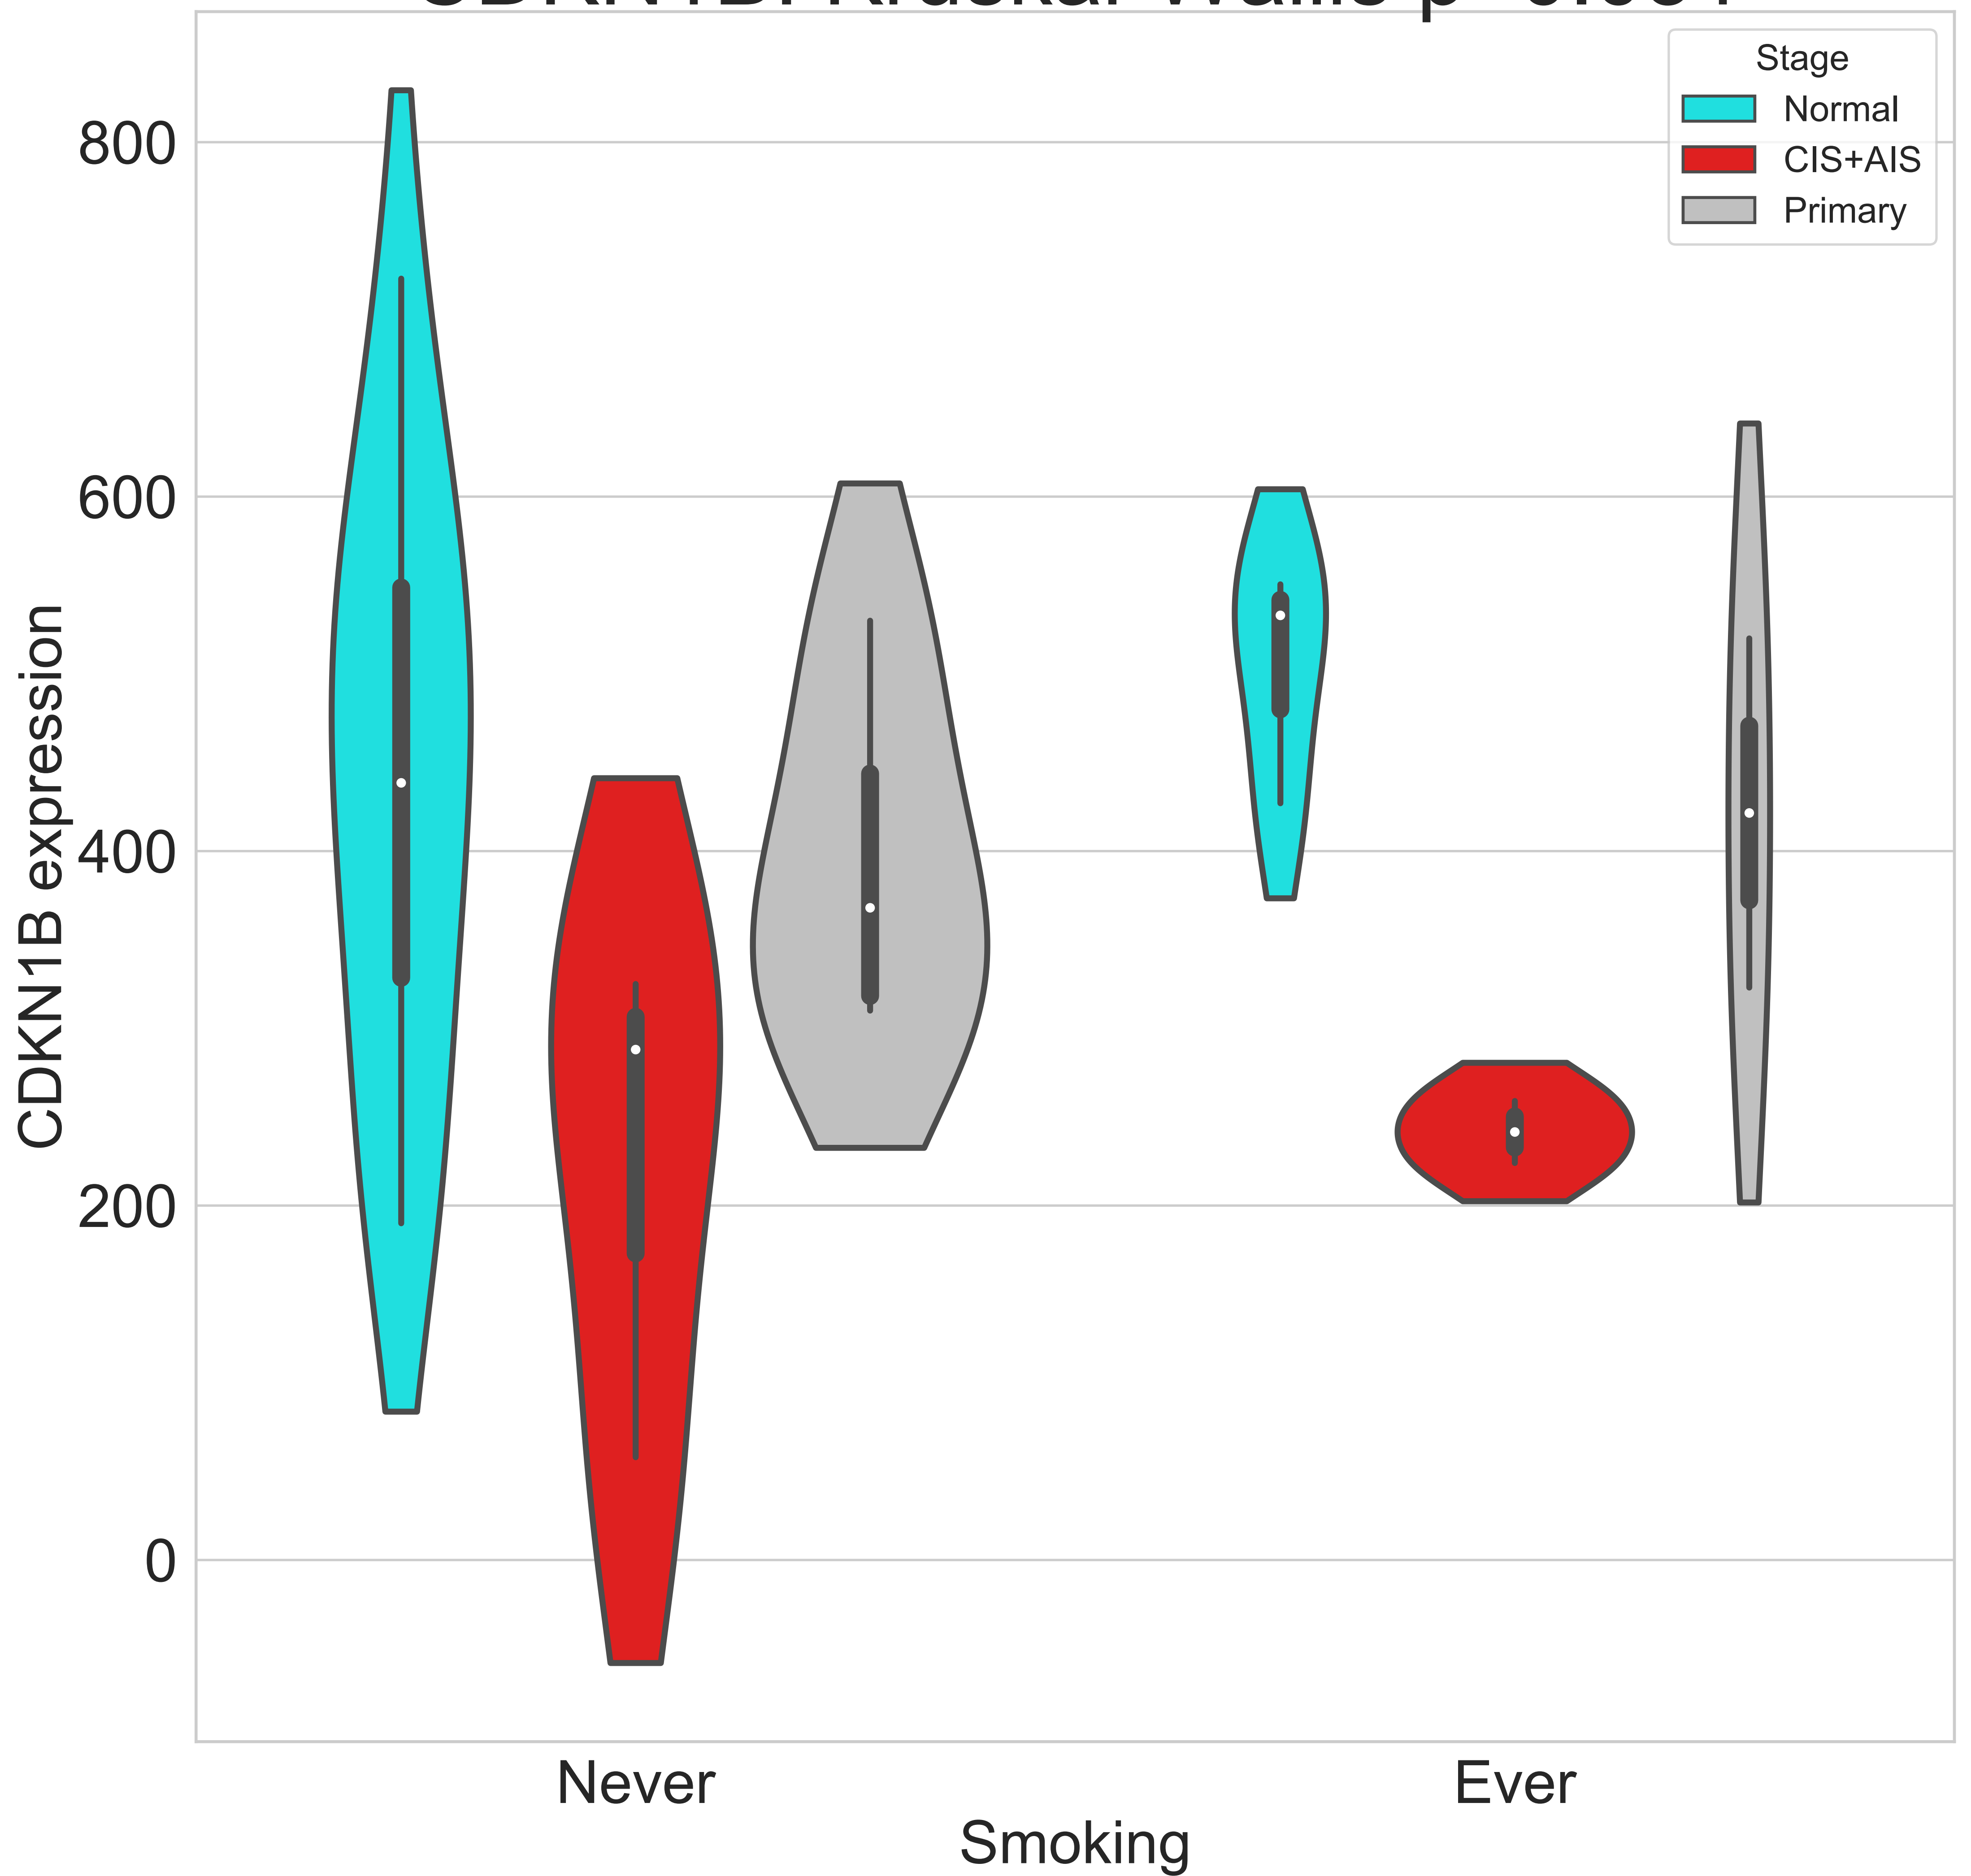 Stage
Normal
CIS+AIS
Primary
800
600
400
200
0
CDKN1B expression
Never
Ever
Smoking